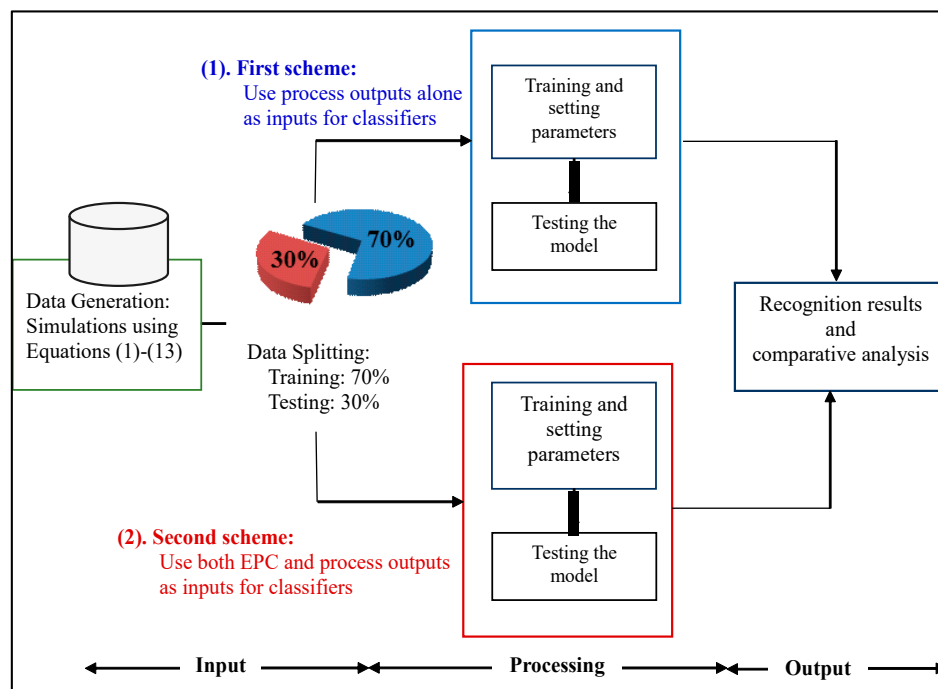 (1). First scheme:
Use process outputs alone
as inputs for classifiers
Training and
setting
parameters
Testing the
model
70%
30%
Data Generation:
Simulations using
Equations (1)-(13)
Data Splitting:
Training: 70%
Testing: 30%
Recognition results
and
comparative analysis
(2). Second scheme:
Use both EPC and process outputs
as inputs for classifiers
Training and
setting
parameters
Testing the
model
Input
Processing
Output